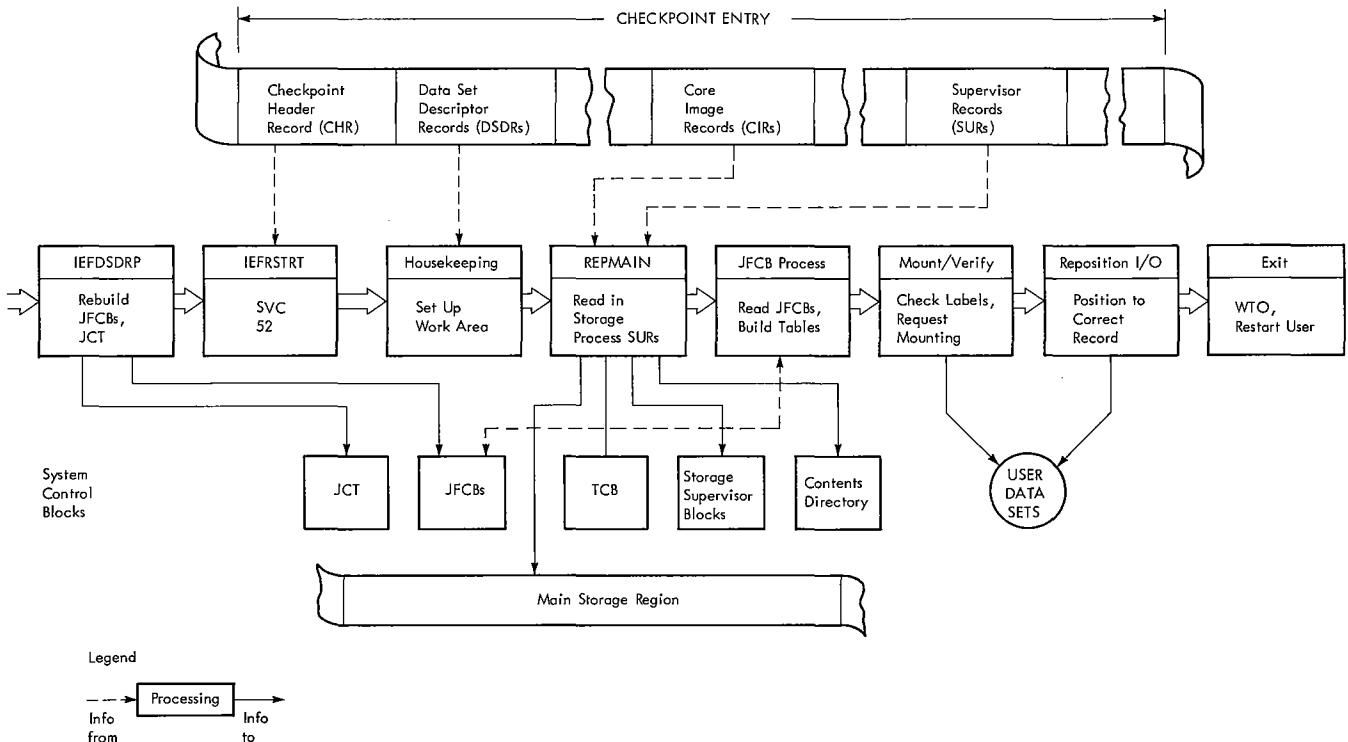 CHECKPOINT ENTRY
Checkpoint
Header
Record (CHR)
Data Set
Descriptor
Records (DSDRs)
Core
Image
Records (CIRs)
Supervisor
Records
(SURs)
IEFDSDRP
Rebuild
JFCBs,
JCT
IEFRSTRT
SVC
52
Housekeeping
Set Up
Work Area
REPMAIN
Read in
Storage
Process SURs
JFCB Process
Read JFCBs,
Build Tables
Mount/Verify
Check Labels,
Request
Mounting
Reposition I/O
Position to
Correct
Record
Exit
WTO,
Restart User
System
Control
Blocks
JCT
JFCBs
TCB
Storage
Supervisor
Blocks
Contents
Directory
USER
DATA
SETS
Main Storage Region
Legend
Processing
Info
from
Info
to